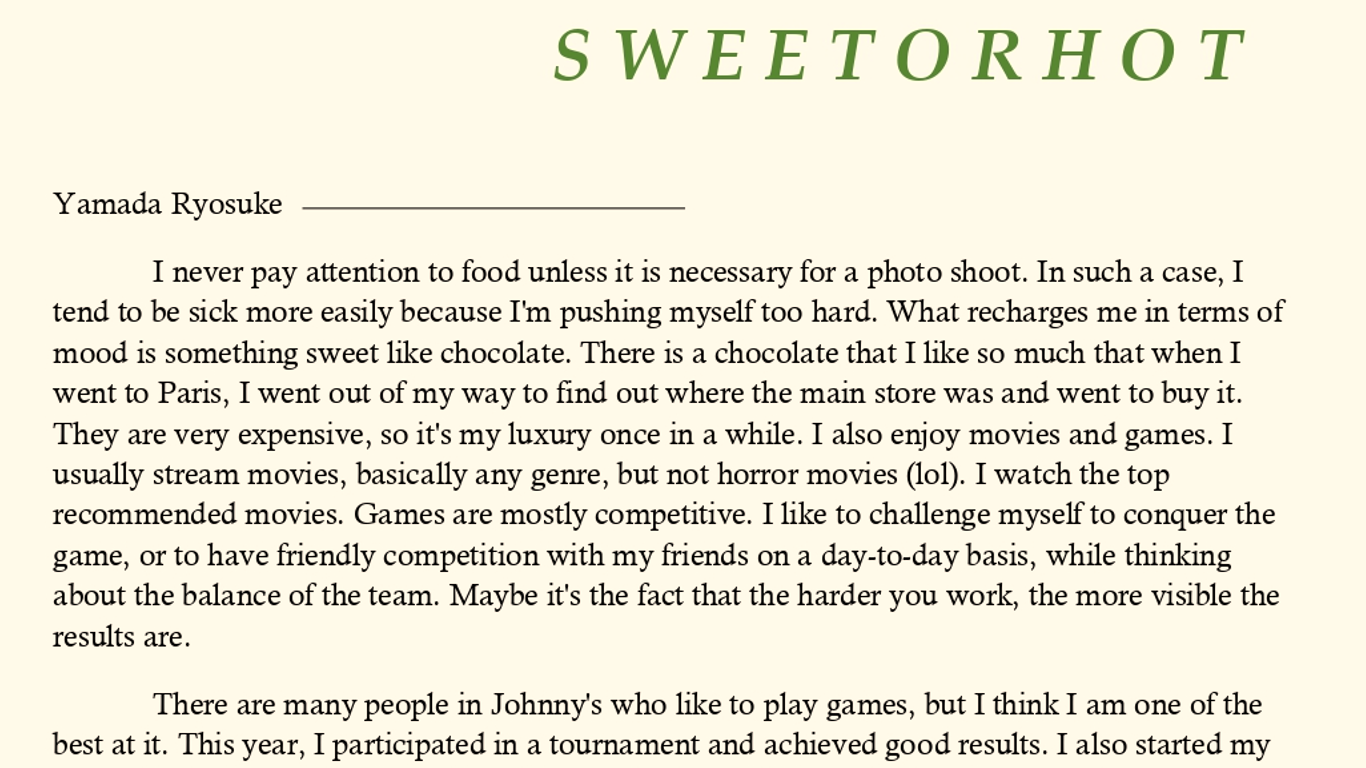 SWEETORHOT
Yamada Ryosuke
I never pay attention to food unless it is necessary for a photo shoot. In such a case, I
tend to be sick more easily because I'm pushing myself too hard. What recharges me in terms of
mood is something sweet like chocolate. There is a chocolate that I like so much that when I
went to Paris, I went out of my way to find out where the main store was and went to buy it.
They are very expensive, so it's my luxury once in a while. I also enjoy movies and games. I
usually stream movies, basically any genre, but not horror movies (lol). I watch the top
recommended movies. Games are mostly competitive. I like to challenge myself to conquer the
game, or to have friendly competition with my friends on a day-to-day basis, while thinking
about the balance of the team. Maybe it's the fact that the harder you work, the more visible the
results are.
There are many people in Johnny's who like to play games, but I think I am one of the
best at it. This year, I participated in a tournament and achieved good results. I also started my